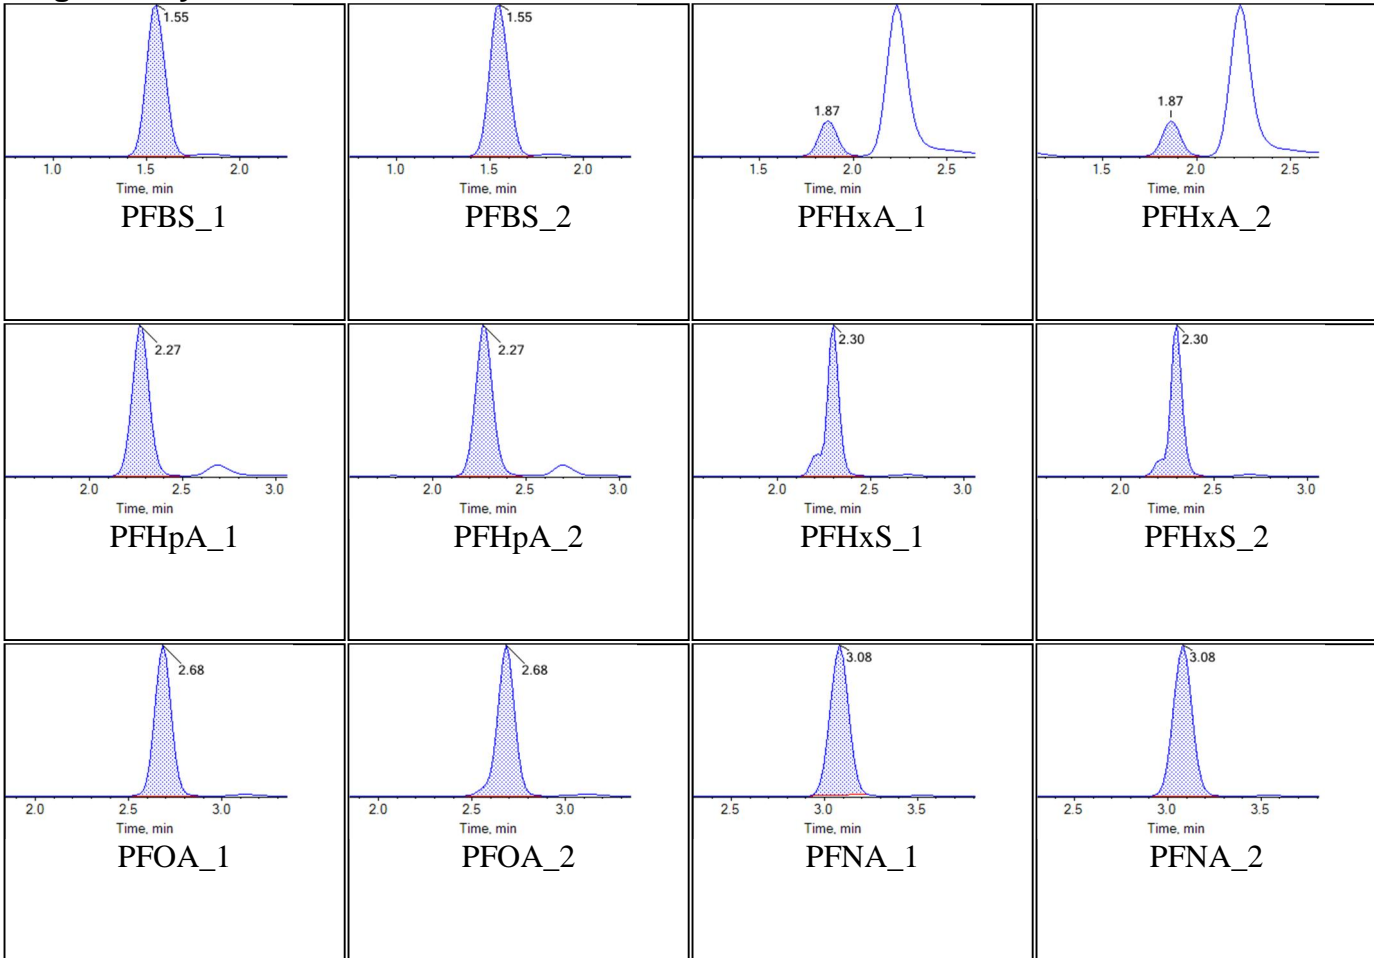 1.55 1.55 1.87 1.87
1.0 1.5 2.0 1.0 1.5 2.0 1.5 2.0 2.5 1.5 2.0 2.5
Time, min Time, min Time, min Time, min
PFBS_1 PFBS_2 PFHxA_1 PFHxA_2
2.27 2.27 2.30 2.30
2.0 2.5 3.0 2.0 2.5 3.0 2.0 2.5 3.0 2.0 2.5 3.0
Time, min Time, min Time, min Time, min
PFHpA_1 PFHpA_2 PFHxS_1 PFHxS_2
2.68 2.68 3.08 3.08
2.0 2.5 3.0 2.0 2.5 3.0 2.5 3.0 3.5 2.5 3.0 3.5
Time, min Time, min Time, min Time, min
PFOA_1 PFOA_2 PFNA_1 PFNA_2